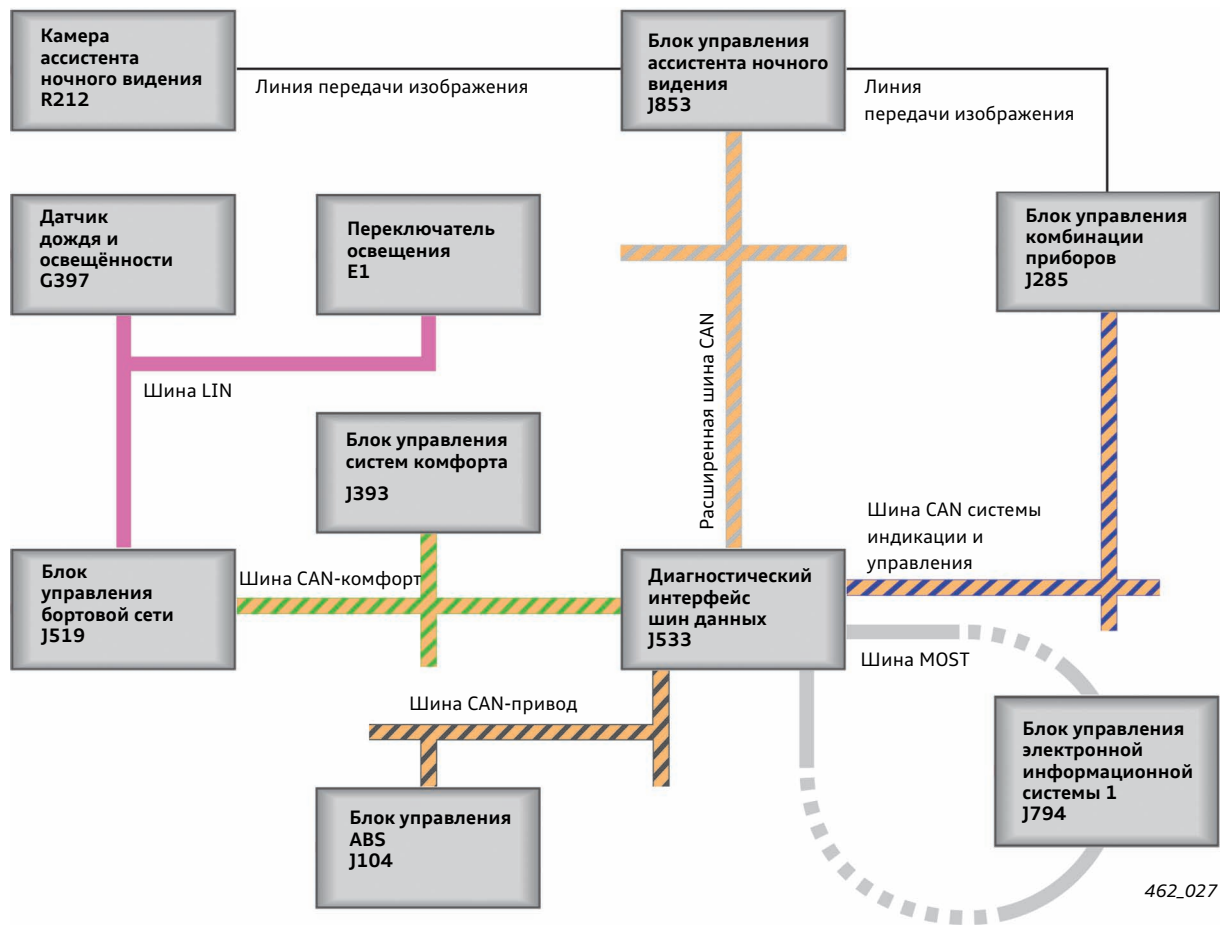 Камера
ассистента
ночного видения
R212
Линия передачи изображения
Блок управления
ассистента ночного
видения
J853
Линия
передачи изображения
Датчик
дождя и
освещённости
G397
Переключатель
освещения
E1
Блок управления
комбинации
приборов
J285
Шина LIN
Расширенная шина CAN
Блок управления
систем комфорта
J393
Шина CAN системы
индикации и
управления
Блок
управления
бортовой сети
J519
Шина CAN-комфорт
Диагностический
интерфейс
шин данных
J533
Шина MOST
Шина CAN-привод
Блок управления
электронной
информационной
системы 1
J794
Блок управления
ABS
J104
462_027